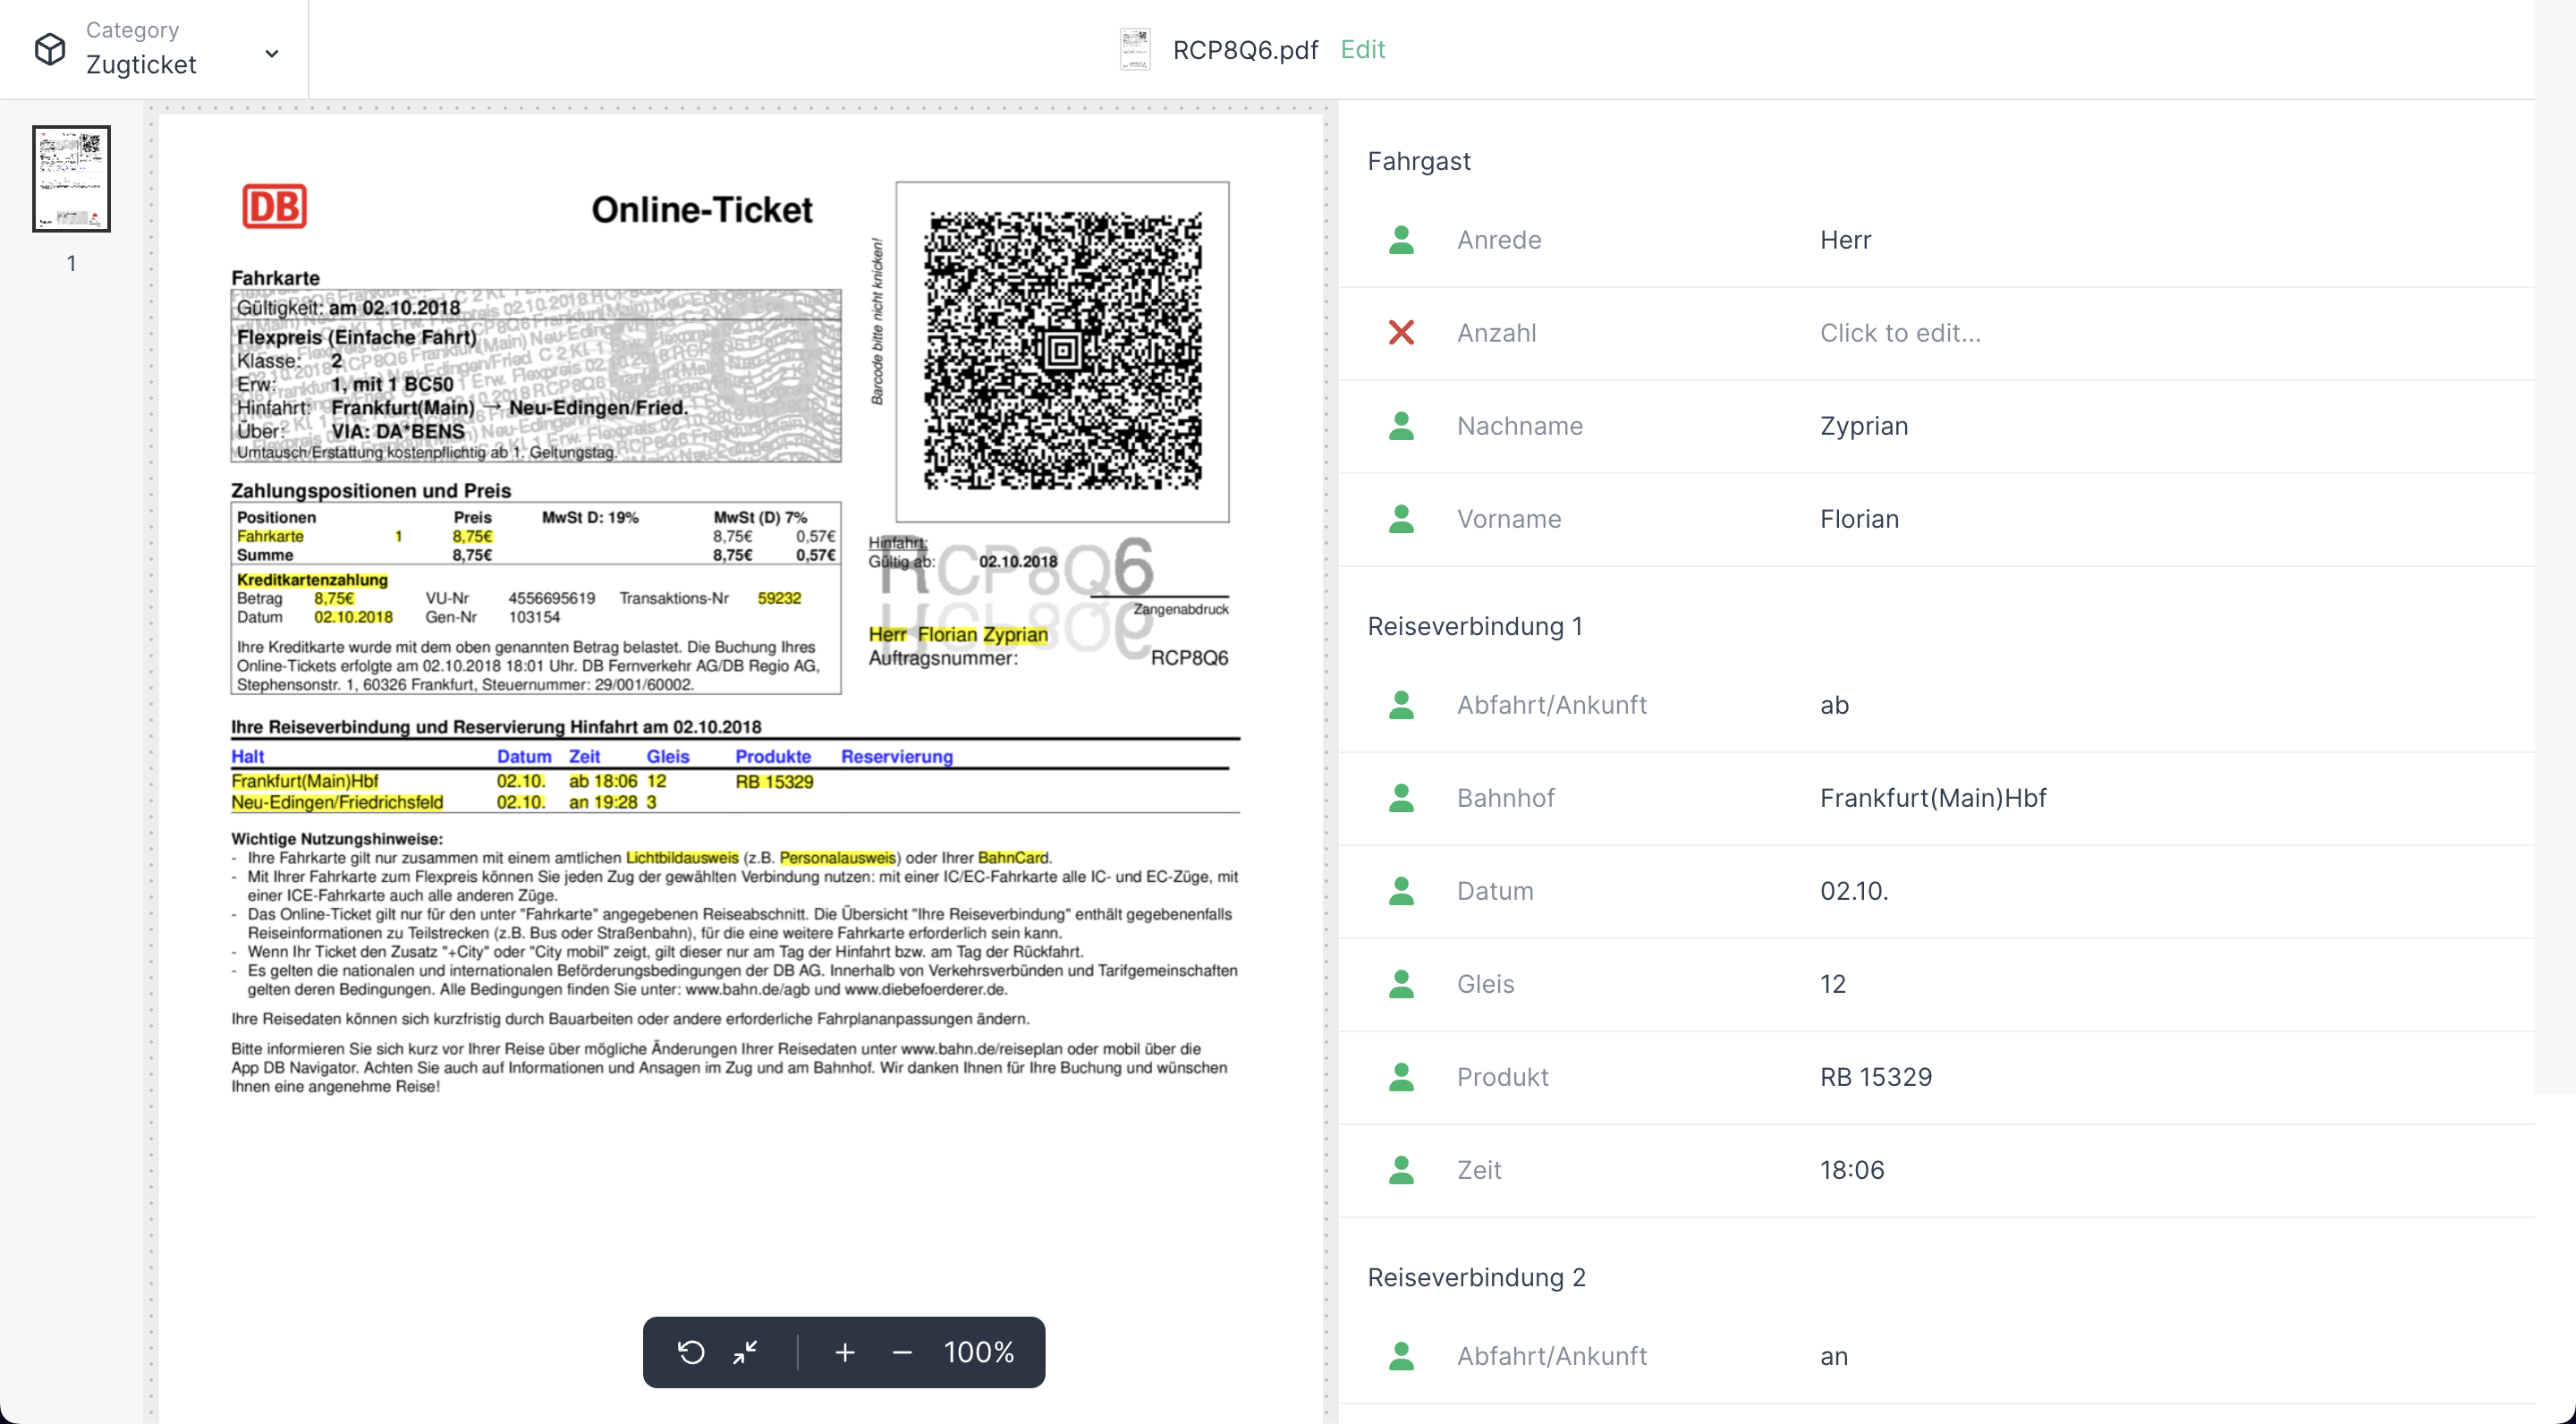 Category
Zugticket
RCP8Q6.pdf Edit
1
DB
Online-Ticket
Barcode bitte nicht knicken!
Fahrkarte
Gültigkeit: am 02.10.2018
Flexpreis (Einfache Fahrt)
Klasse: 2
Erw: 1, mit 1 BC50
Hinfahrt: Frankfurt(Main) → Neu-Edingen/Fried.
Über: VIA: DA*BENS
Umtausch/Erstattung kostenpflichtig ab 1. Geltungstag.
Zahlungspositionen und Preis
Positionen Preis MwSt D: 19% MwSt (D) 7%
Fahrkarte 1 8,75€ 8,75€ 0,57€
Summe 8,75€ 8,75€ 0,57€
Kreditkartenzahlung
Betrag 8,75€ VU-Nr 4556695619 Transaktions-Nr 59232
Datum 02.10.2018 Gen-Nr 103154
Ihre Kreditkarte wurde mit dem oben genannten Betrag belastet. Die Buchung Ihres
Online-Tickets erfolgte am 02.10.2018 18:01 Uhr. DB Fernverkehr AG/DB Regio AG,
Stephensonstr. 1, 60326 Frankfurt, Steuernummer: 29/001/60002.
Hinfahrt:
Gültig ab: 02.10.2018
RCP8Q6
Zangenabdruck
Herr Florian Zyprian
Auftragsnummer: RCP8Q6
Ihre Reiseverbindung und Reservierung Hinfahrt am 02.10.2018
Halt Datum Zeit Gleis Produkte Reservierung
Frankfurt(Main)Hbf 02.10. ab 18:06 12 RB 15329
Neu-Edingen/Friedrichsfeld 02.10. an 19:28 3
Wichtige Nutzungshinweise:
- Ihre Fahrkarte gilt nur zusammen mit einem amtlichen Lichtbildausweis (z.B. Personalausweis) oder Ihrer BahnCard.
- Mit Ihrer Fahrkarte zum Flexpreis können Sie jeden Zug der gewählten Verbindung nutzen: mit einer IC/EC-Fahrkarte alle IC- und EC-Züge, mit
einer ICE-Fahrkarte auch alle anderen Züge.
- Das Online-Ticket gilt nur für den unter "Fahrkarte" angegebenen Reiseabschnitt. Die Übersicht "Ihre Reiseverbindung" enthält gegebenenfalls
Reiseinformationen zu Teilstrecken (z.B. Bus oder Straßenbahn), für die eine weitere Fahrkarte erforderlich sein kann.
- Wenn Ihr Ticket den Zusatz "+City" oder "City mobil" zeigt, gilt dieser nur am Tag der Hinfahrt bzw. am Tag der Rückfahrt.
- Es gelten die nationalen und internationalen Beförderungsbedingungen der DB AG. Innerhalb von Verkehrsverbünden und Tarifgemeinschaften
gelten deren Bedingungen. Alle Bedingungen finden Sie unter: www.bahn.de/agb und www.diebefoerderer.de.
Ihre Reisedaten können sich kurzfristig durch Bauarbeiten oder andere erforderliche Fahrplananpassungen ändern.
Bitte informieren Sie sich kurz vor Ihrer Reise über mögliche Änderungen Ihrer Reisedaten unter www.bahn.de/reiseplan oder mobil über die
App DB Navigator. Achten Sie auch auf Informationen und Ansagen im Zug und am Bahnhof. Wir danken Ihnen für Ihre Buchung und wünschen
Ihnen eine angenehme Reise!
100%
Fahrgast
Anrede Herr
Anzahl Click to edit...
Nachname Zyprian
Vorname Florian
Reiseverbindung 1
Abfahrt/Ankunft ab
Bahnhof Frankfurt(Main)Hbf
Datum 02.10.
Gleis 12
Produkt RB 15329
Zeit 18:06
Reiseverbindung 2
Abfahrt/Ankunft an